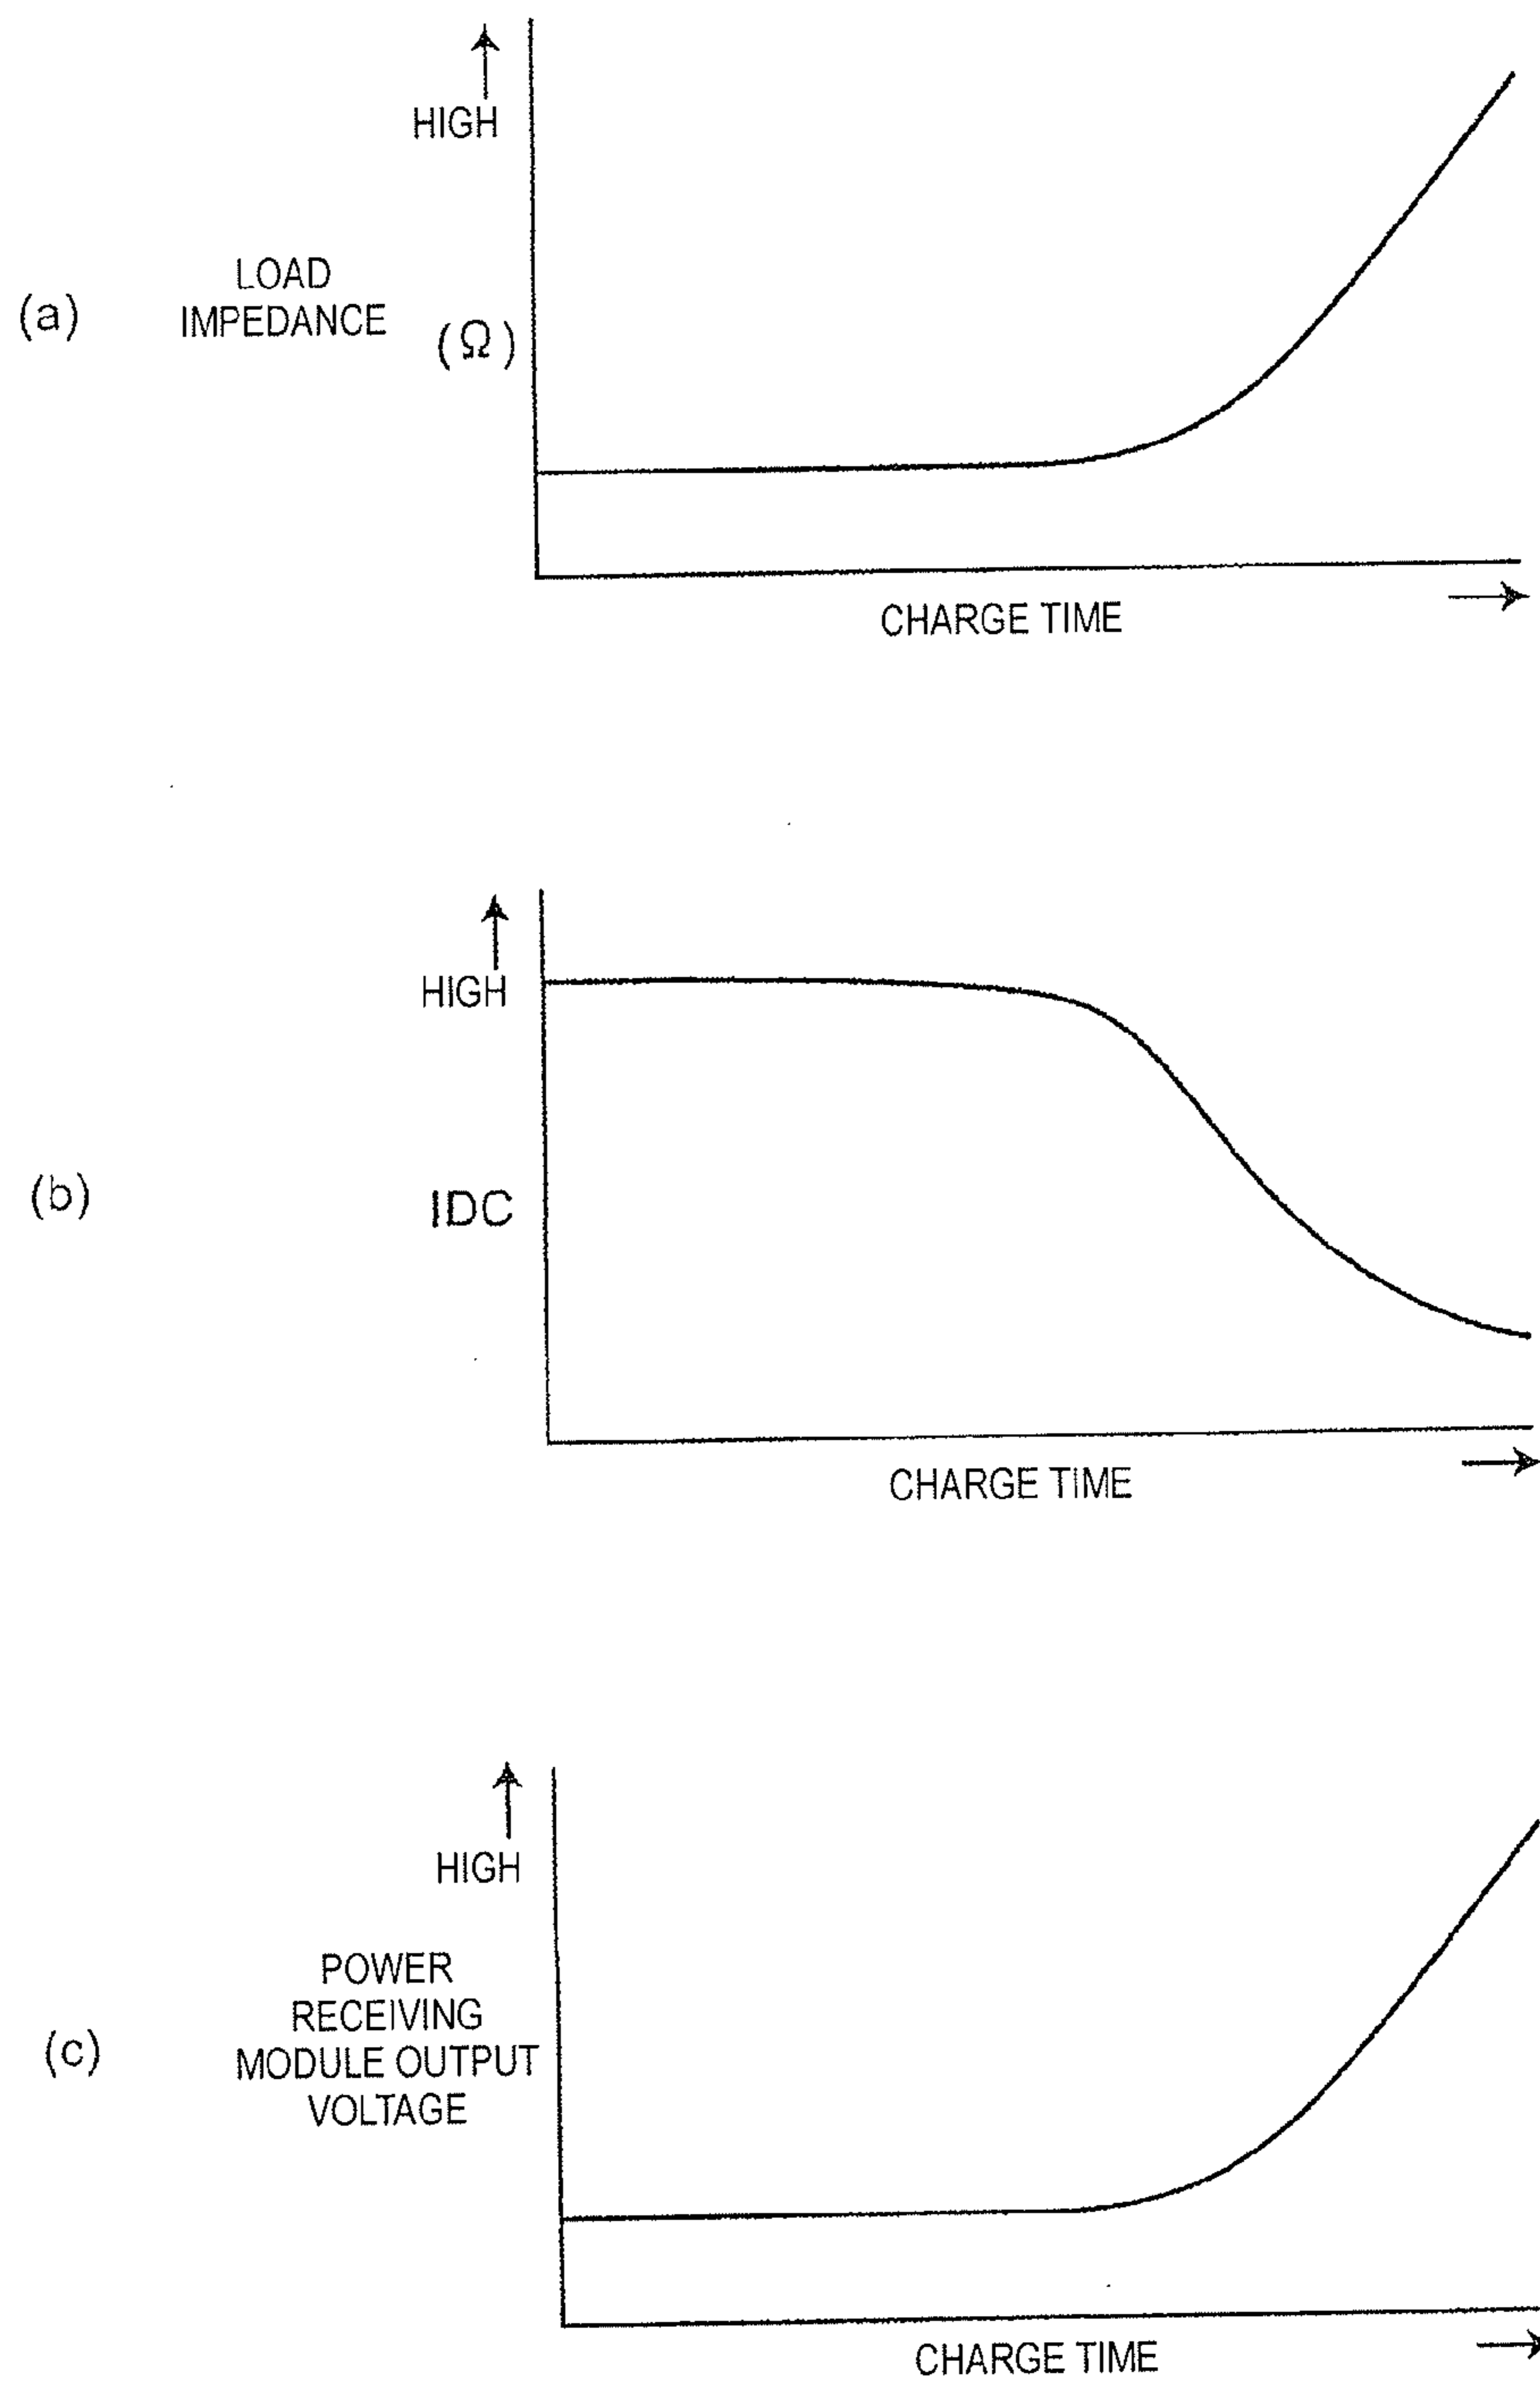 HIGH
(a)
LOAD
IMPEDANCE
(Ω)
CHARGE TIME
HIGH
(b)
IDC
CHARGE TIME
HIGH
(c)
POWER
RECEIVING
MODULE OUTPUT
VOLTAGE
CHARGE TIME